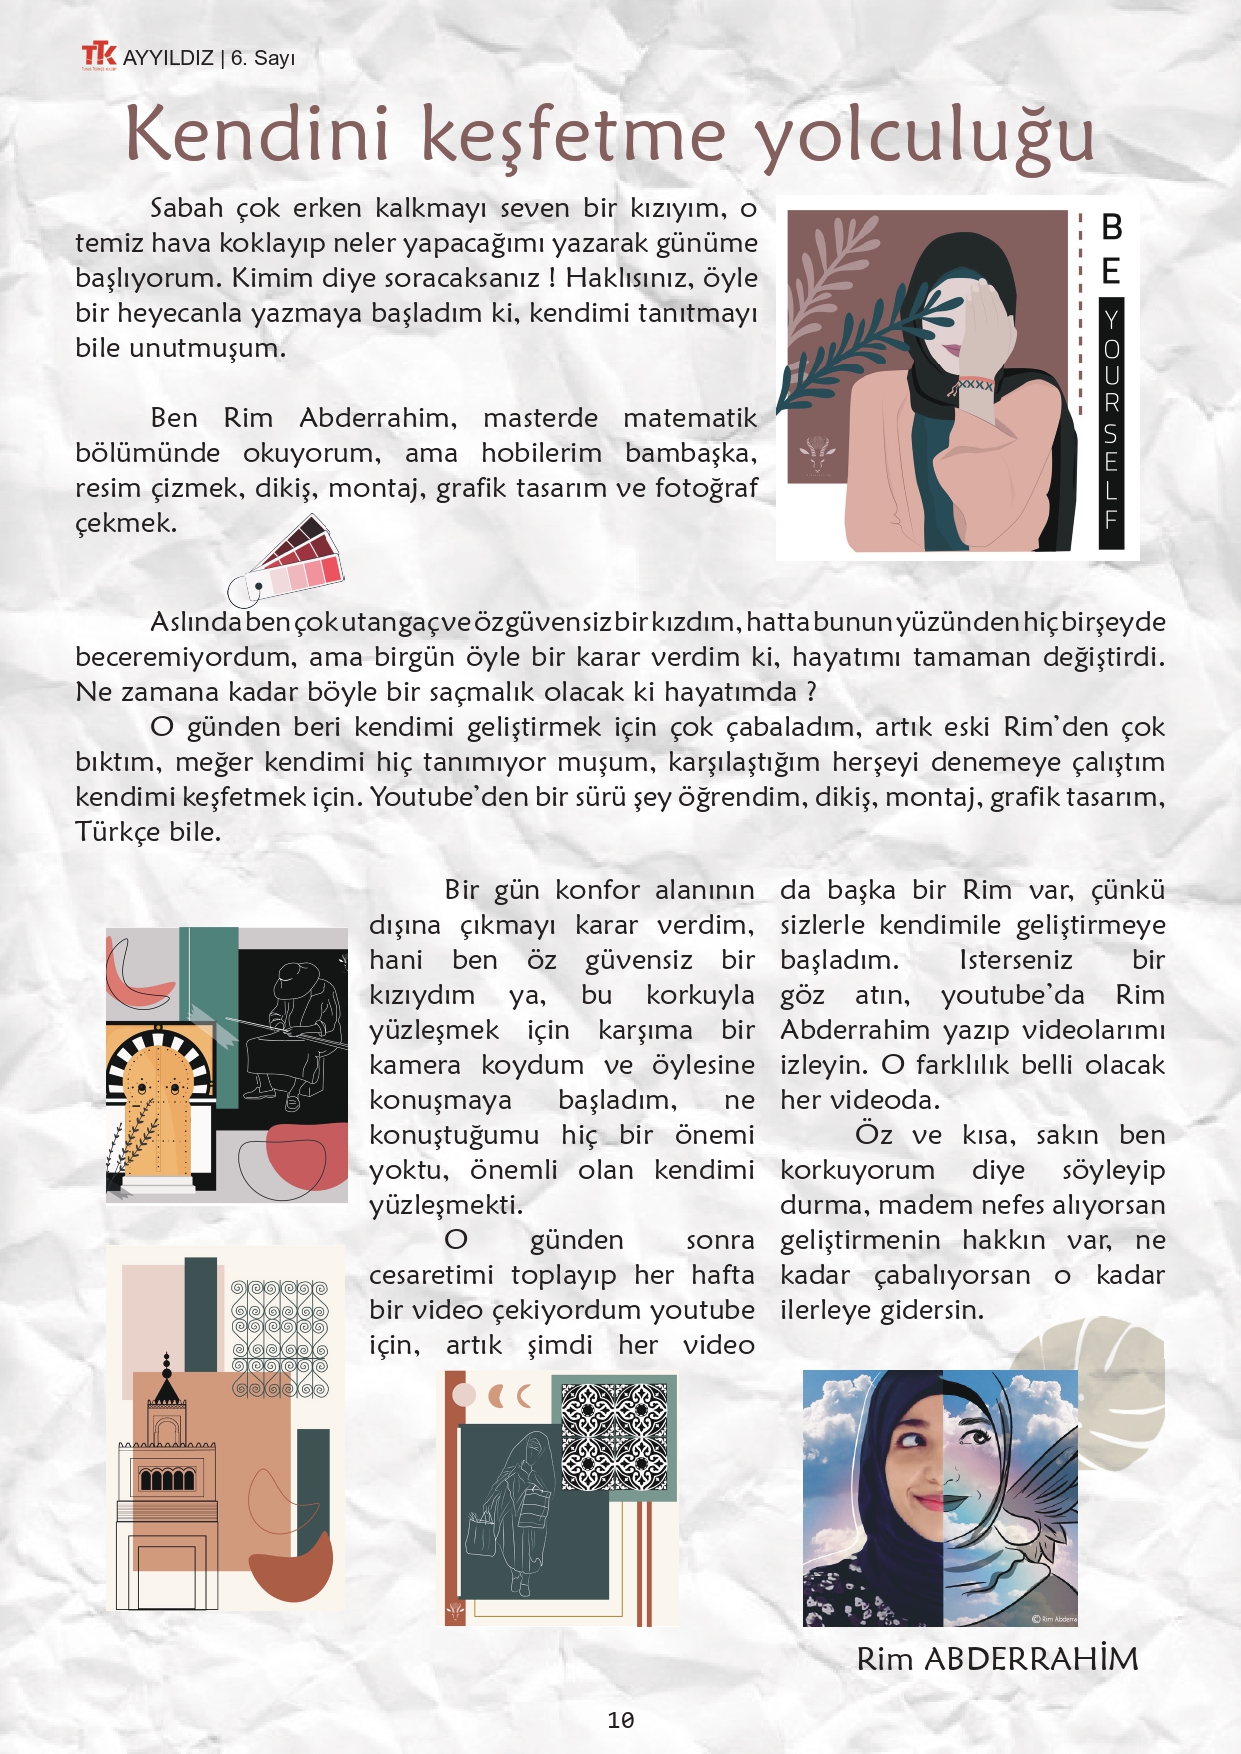 TTK AYYILDIZ | 6. Sayı
Kendini keşfetme yolculuğu
Sabah çok erken kalkmayı seven bir kızıyım, o
temiz hava koklayıp neler yapacağımı yazarak günüme
başlıyorum. Kimim diye soracaksanız ! Haklısınız, öyle
bir heyecanla yazmaya başladım ki, kendimi tanıtmayı
bile unutmuşum.
Ben Rim Abderrahim, masterde matematik
bölümünde okuyorum, ama hobilerim bambaşka,
resim çizmek, dikiş, montaj, grafik tasarım ve fotoğraf
çekmek.
BE
YOURSELF
Aslında ben çok utangaç ve özgüvensiz bir kızdım, hatta bunun yüzünden hiç birşeyde
beceremiyordum, ama birgün öyle bir karar verdim ki, hayatımı tamaman değiştirdi.
Ne zamana kadar böyle bir saçmalık olacak ki hayatımda ?
O günden beri kendimi geliştirmek için çok çabaladım, artık eski Rim’den çok
bıktım, meğer kendimi hiç tanımıyor muşum, karşılaştığım herşeyi denemeye çalıştım
kendimi keşfetmek için. Youtube’den bir sürü şey öğrendim, dikiş, montaj, grafik tasarım,
Türkçe bile.
Bir gün konfor alanının
dışına çıkmayı karar verdim,
hani ben öz güvensiz bir
kızıydım ya, bu korkuyla
yüzleşmek için karşıma bir
kamera koydum ve öylesine
konuşmaya başladım, ne
konuştuğumu hiç bir önemi
yoktu, önemli olan kendimi
yüzleşmekti.
O günden sonra
cesaretimi toplayıp her hafta
bir video çekiyordum youtube
için, artık şimdi her video
da başka bir Rim var, çünkü
sizlerle kendimile geliştirmeye
başladım. Isterseniz bir
göz atın, youtube’da Rim
Abderrahim yazıp videolarımı
izleyin. O farklılık belli olacak
her videoda.
Öz ve kısa, sakın ben
korkuyorum diye söyleyip
durma, madem nefes alıyorsan
geliştirmenin hakkın var, ne
kadar çabalıyorsan o kadar
ilerleye gidersin.
© Rim Abderra
Rim ABDERRAHİM
10